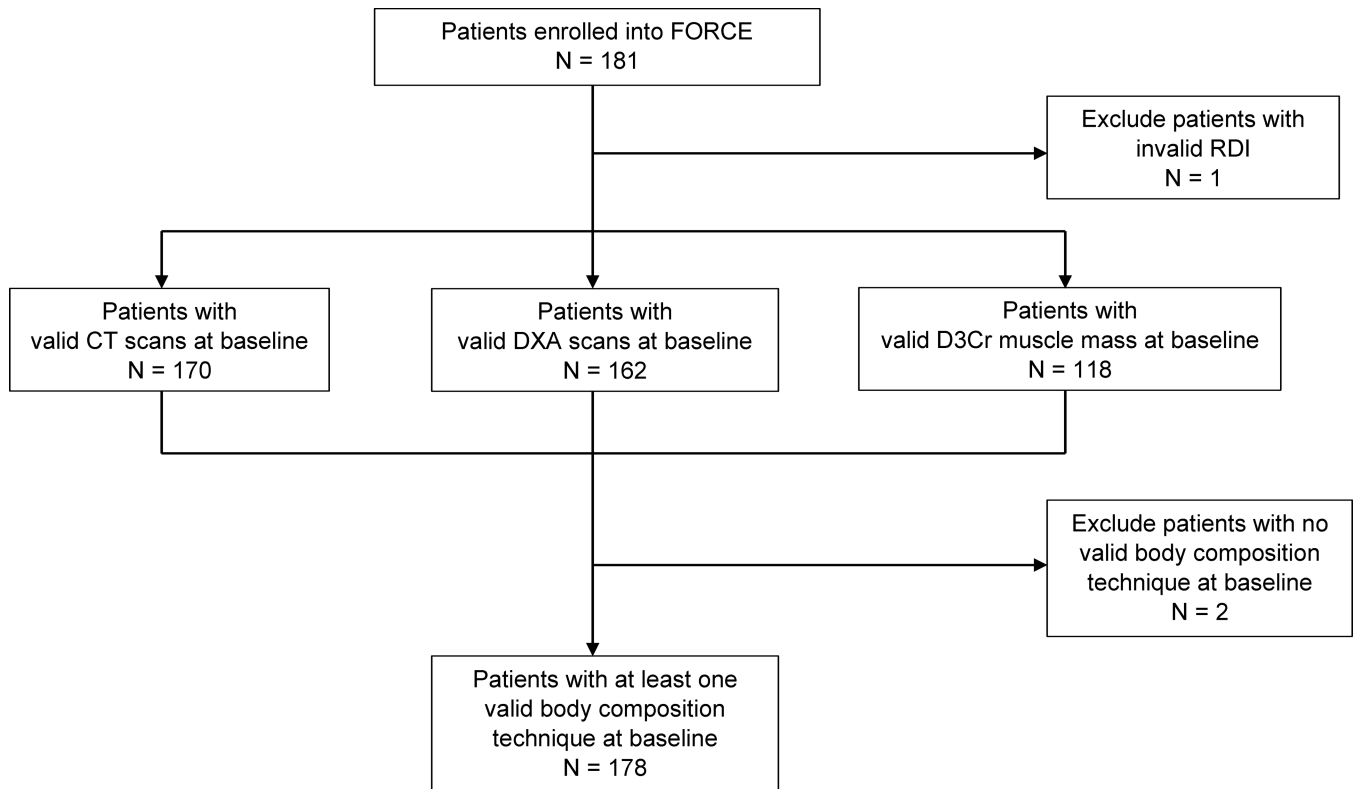 Patients enrolled into FORCE
N = 181
Exclude patients with
invalid RDI
N = 1
Patients with
valid CT scans at baseline
N = 170
Patients with
valid DXA scans at baseline
N = 162
Patients with
valid D3Cr muscle mass at baseline
N = 118
Exclude patients with no
valid body composition
technique at baseline
N = 2
Patients with at least one
valid body composition
technique at baseline
N = 178